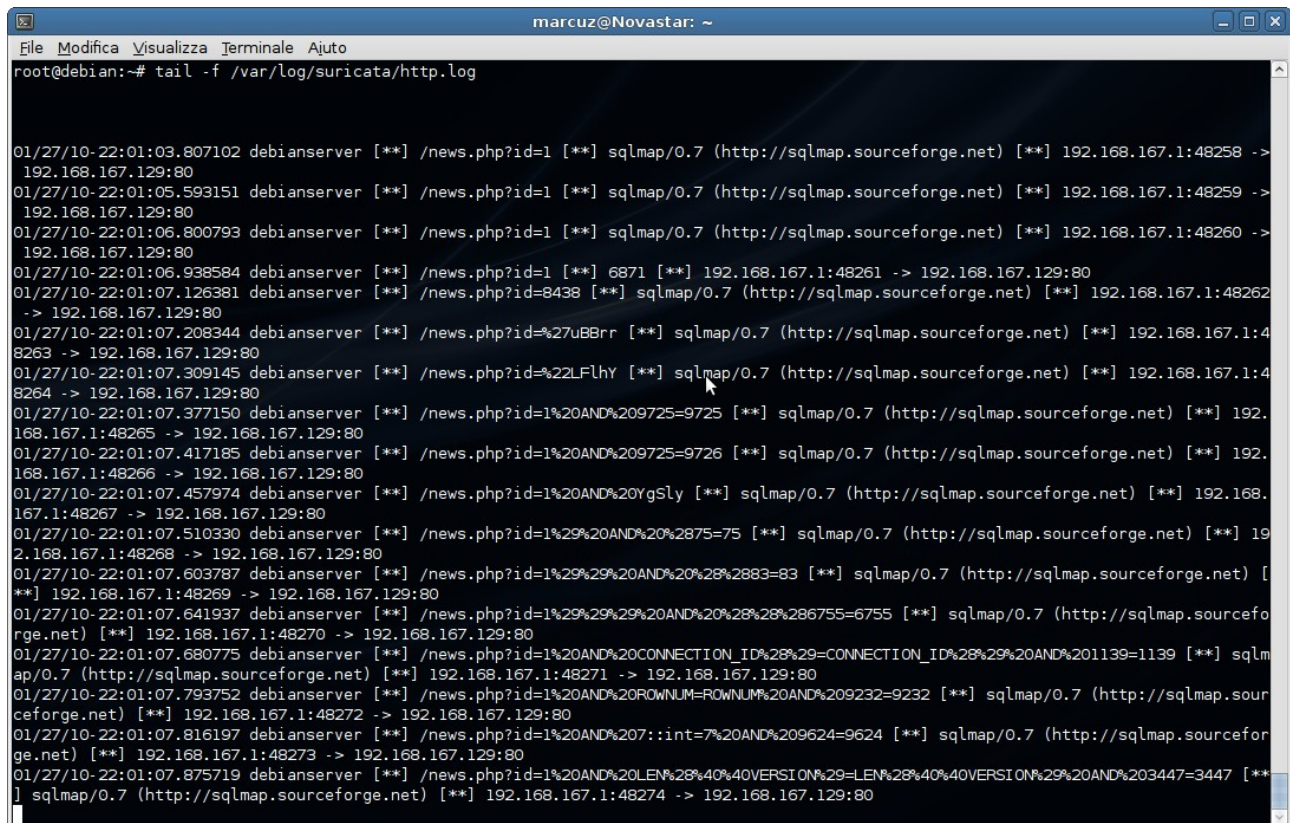 marcuz@Novastar: ~
File Modifica Visualizza Terminale Aiuto
root@debian:~# tail -f /var/log/suricata/http.log
01/27/10-22:01:03.807102 debianserver [**] /news.php?id=1 [**] sqlmap/0.7 (http://sqlmap.sourceforge.net) [**] 192.168.167.1:48258 ->
192.168.167.129:80
01/27/10-22:01:05.593151 debianserver [**] /news.php?id=1 [**] sqlmap/0.7 (http://sqlmap.sourceforge.net) [**] 192.168.167.1:48259 ->
192.168.167.129:80
01/27/10-22:01:06.800793 debianserver [**] /news.php?id=1 [**] sqlmap/0.7 (http://sqlmap.sourceforge.net) [**] 192.168.167.1:48260 ->
192.168.167.129:80
01/27/10-22:01:06.938584 debianserver [**] /news.php?id=1 [**] 6871 [**] 192.168.167.1:48261 -> 192.168.167.129:80
01/27/10-22:01:07.126381 debianserver [**] /news.php?id=8438 [**] sqlmap/0.7 (http://sqlmap.sourceforge.net) [**] 192.168.167.1:48262
-> 192.168.167.129:80
01/27/10-22:01:07.208344 debianserver [**] /news.php?id=%27uBBrr [**] sqlmap/0.7 (http://sqlmap.sourceforge.net) [**] 192.168.167.1:4
8263 -> 192.168.167.129:80
01/27/10-22:01:07.309145 debianserver [**] /news.php?id=%22LFlhY [**] sqlmap/0.7 (http://sqlmap.sourceforge.net) [**] 192.168.167.1:4
8264 -> 192.168.167.129:80
01/27/10-22:01:07.377150 debianserver [**] /news.php?id=1%20AND%209725=9725 [**] sqlmap/0.7 (http://sqlmap.sourceforge.net) [**] 192.
168.167.1:48265 -> 192.168.167.129:80
01/27/10-22:01:07.417185 debianserver [**] /news.php?id=1%20AND%209725=9726 [**] sqlmap/0.7 (http://sqlmap.sourceforge.net) [**] 192.
168.167.1:48266 -> 192.168.167.129:80
01/27/10-22:01:07.457974 debianserver [**] /news.php?id=1%20AND%20YgSly [**] sqlmap/0.7 (http://sqlmap.sourceforge.net) [**] 192.168.
167.1:48267 -> 192.168.167.129:80
01/27/10-22:01:07.510330 debianserver [**] /news.php?id=1%29%20AND%20%2875=75 [**] sqlmap/0.7 (http://sqlmap.sourceforge.net) [**] 19
2.168.167.1:48268 -> 192.168.167.129:80
01/27/10-22:01:07.603787 debianserver [**] /news.php?id=1%29%29%20AND%20%28%2883=83 [**] sqlmap/0.7 (http://sqlmap.sourceforge.net) [
**] 192.168.167.1:48269 -> 192.168.167.129:80
01/27/10-22:01:07.641937 debianserver [**] /news.php?id=1%29%29%29%20AND%20%28%28%286755=6755 [**] sqlmap/0.7 (http://sqlmap.sourcefo
rge.net) [**] 192.168.167.1:48270 -> 192.168.167.129:80
01/27/10-22:01:07.680775 debianserver [**] /news.php?id=1%20AND%20CONNECTION_ID%28%29=CONNECTION_ID%28%29%20AND%201139=1139 [**] sqlm
ap/0.7 (http://sqlmap.sourceforge.net) [**] 192.168.167.1:48271 -> 192.168.167.129:80
01/27/10-22:01:07.793752 debianserver [**] /news.php?id=1%20AND%20ROWNUM=ROWNUM%20AND%209232=9232 [**] sqlmap/0.7 (http://sqlmap.sour
ceforge.net) [**] 192.168.167.1:48272 -> 192.168.167.129:80
01/27/10-22:01:07.816197 debianserver [**] /news.php?id=1%20AND%207::int=7%20AND%209624=9624 [**] sqlmap/0.7 (http://sqlmap.sourcefor
ge.net) [**] 192.168.167.1:48273 -> 192.168.167.129:80
01/27/10-22:01:07.875719 debianserver [**] /news.php?id=1%20AND%20LEN%28%40%40VERSION%29=LEN%28%40%40VERSION%29%20AND%203447=3447 [**
] sqlmap/0.7 (http://sqlmap.sourceforge.net) [**] 192.168.167.1:48274 -> 192.168.167.129:80